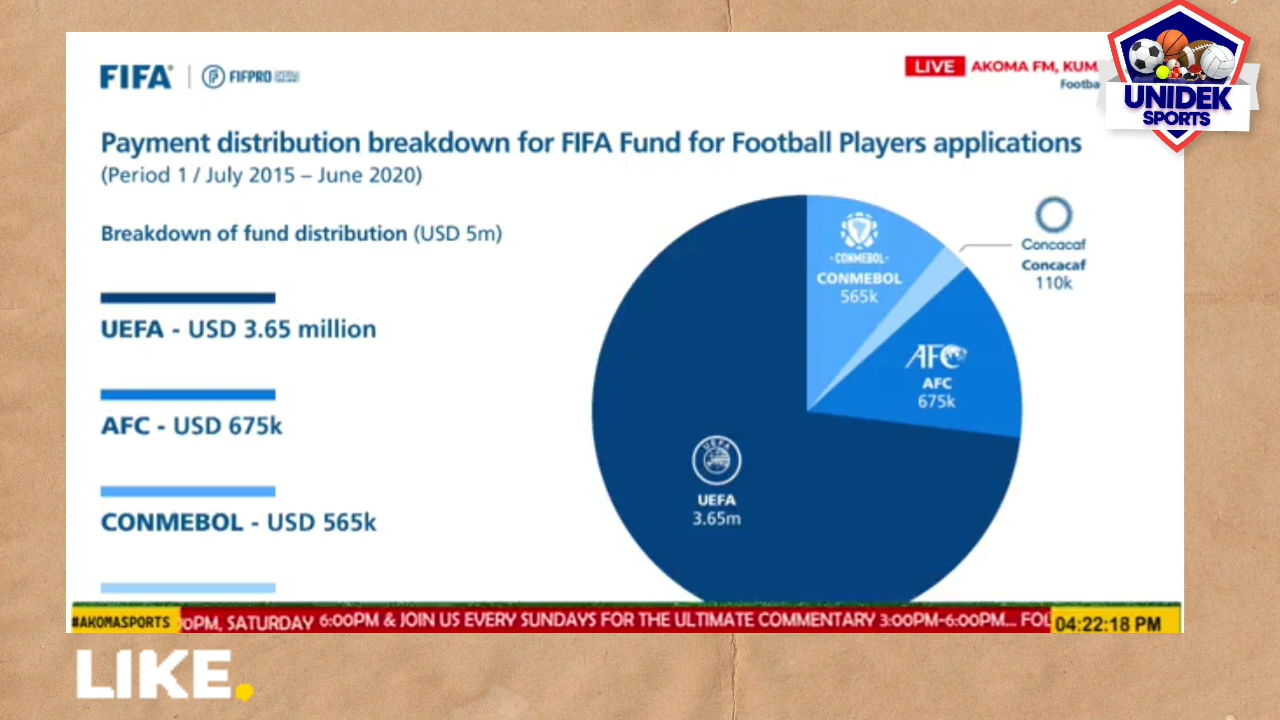 FIFA® | FIFPRO
LIVE AKOMA FM, KUM
Footba
UNIDEK
SPORTS
Payment distribution breakdown for FIFA Fund for Football Players applications
(Period 1 / July 2015 – June 2020)
Breakdown of fund distribution (USD 5m)
UEFA - USD 3.65 million
AFC - USD 675k
CONMEBOL - USD 565k
-CONMEBOL-
CONMEBOL
565k
Concacaf
Concacaf
110k
AFC
AFC
675k
UEFA
UEFA
3.65m
#AKOMASPORTS 0PM, SATURDAY 6:00PM & JOIN US EVERY SUNDAYS FOR THE ULTIMATE COMMENTARY 3:00PM-6:00PM... FOL 04:22:18 PM
LIKE.